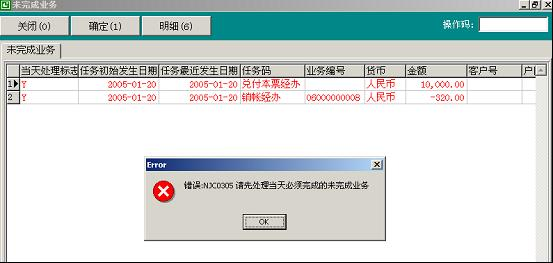 未完成业务
关闭(0) 确定(1) 明细(6) 操作码:
未完成业务
当天处理标志 任务初始发生日期 任务最近发生日期 任务码 业务编号 货币 金额 客户号 户
1 Y 2005-01-20 2005-01-20 兑付本票经办 人民币 10,000.00
2 Y 2005-01-20 2005-01-20 销帐经办 06000000008 人民币 -320.00
Error
错误:NJC0305 请先处理当天必须完成的未完成业务
OK